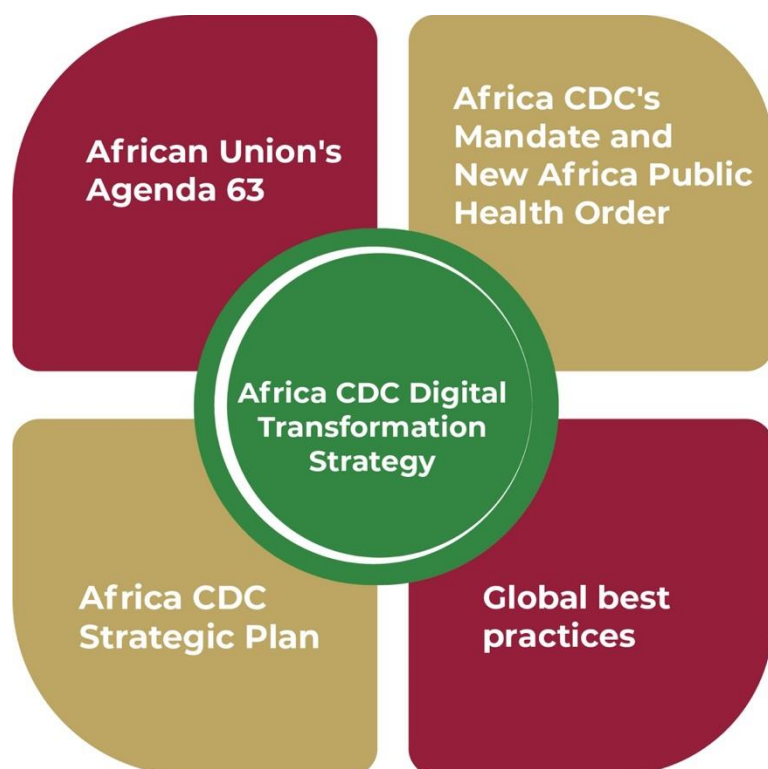 African Union's
Agenda 63
Africa CDC's
Mandate and
New Africa Public
Health Order
Africa CDC Digital
Transformation
Strategy
Africa CDC
Strategic Plan
Global best
practices